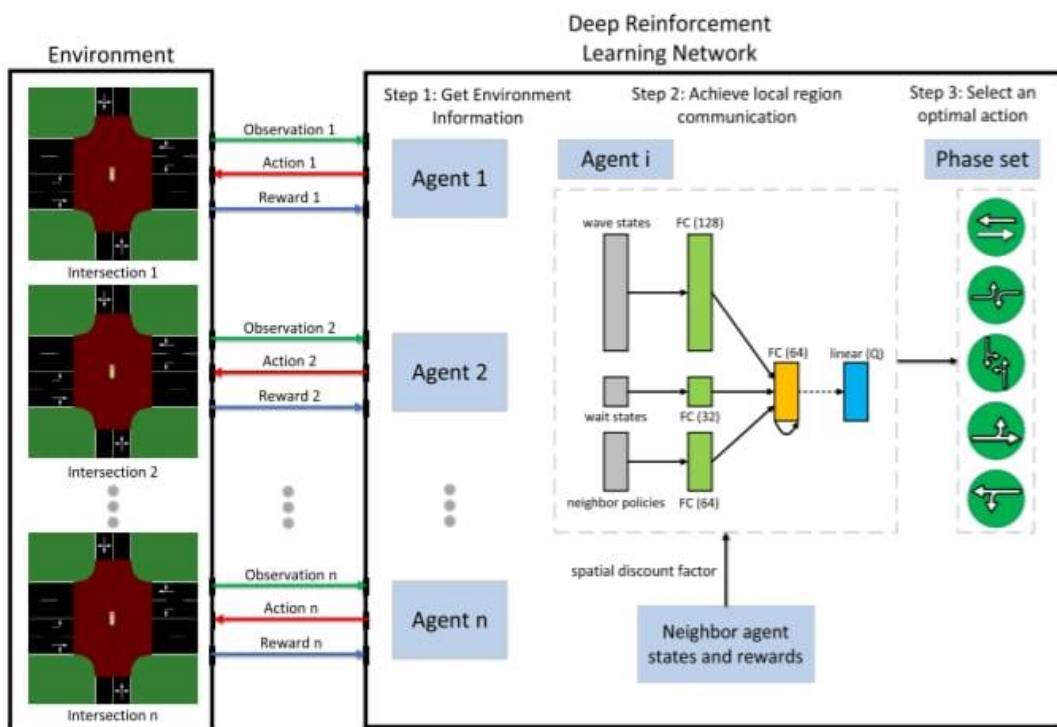 Deep Reinforcement
Learning Network
Environment
Step 1: Get Environment
Information
Step 2: Achieve local region
communication
Step 3: Select an
optimal action
Observation 1
Action 1
Reward 1
Intersection 1
Agent 1
Agent i
Phase set
wave states
FC (128)
Observation 2
Action 2
Reward 2
Intersection 2
Agent 2
FC (64)
linear (Q)
wait states
FC (32)
neighbor policies
FC (64)
spatial discount factor
Observation n
Action n
Reward n
Intersection n
Agent n
Neighbor agent
states and rewards